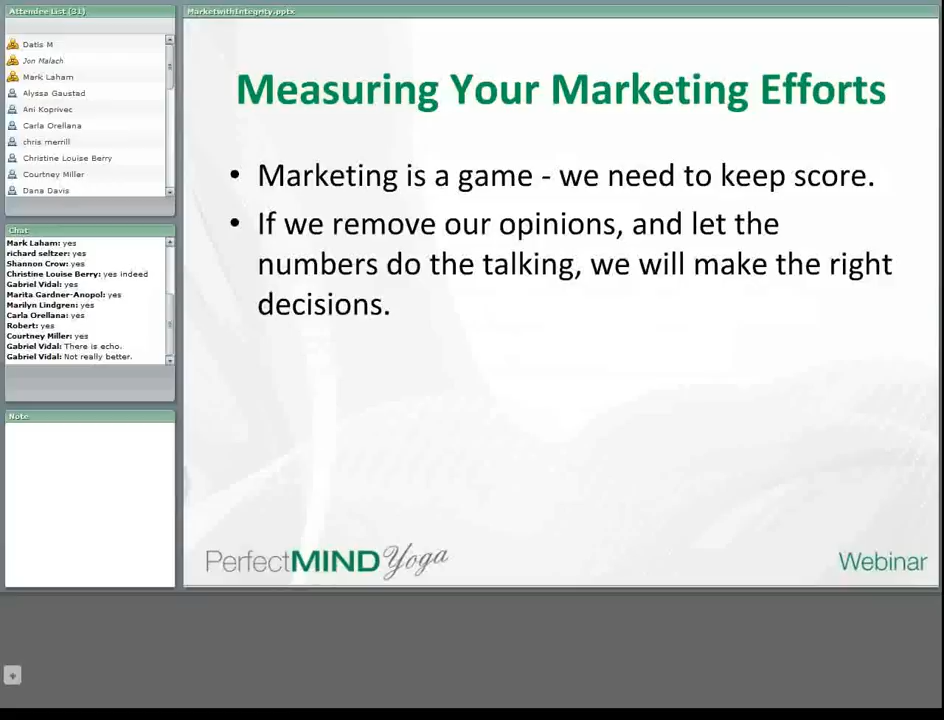 Attendee List (31)
Datis M
Jon Malach
Mark Laham
Alyssa Gaustad
Ani Koprivec
Carla Orellana
chris merrill
Christine Louise Berry
Courtney Miller
Dana Davis
Chat
Mark Laham: yes
richard seltzer: yes
Shannon Crow: yes
Christine Louise Berry: yes indeed
Gabriel Vidal: yes
Marita Gardner-Anopol: yes
Marilyn Lindgren: yes
Carla Orellana: yes
Robert: yes
Courtney Miller: yes
Gabriel Vidal: There is echo.
Gabriel Vidal: Not really better.
Note
MarketwithIntegrity.pptx
Measuring Your Marketing Efforts
• Marketing is a game - we need to keep score.
• If we remove our opinions, and let the
numbers do the talking, we will make the right
decisions.
PerfectMIND Yoga
Webinar